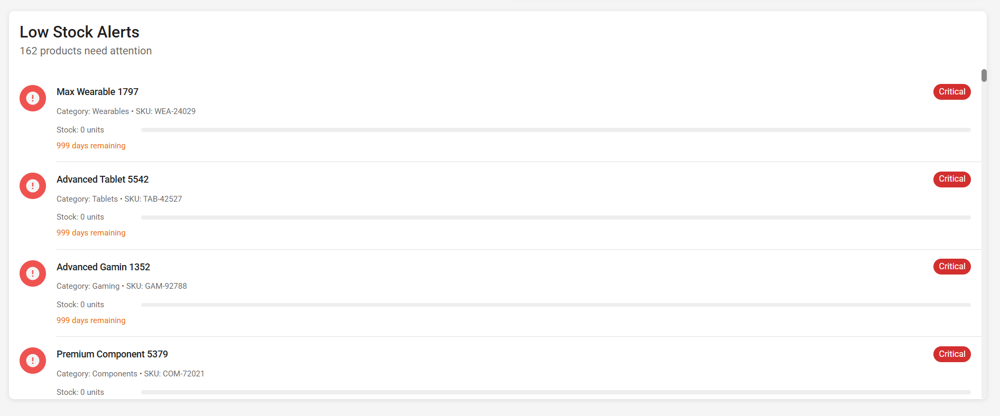 Low Stock Alerts
162 products need attention
Max Wearable 1797
Critical
Category: Wearables • SKU: WEA-24029
Stock: 0 units
999 days remaining
Advanced Tablet 5542
Critical
Category: Tablets • SKU: TAB-42527
Stock: 0 units
999 days remaining
Advanced Gamin 1352
Critical
Category: Gaming • SKU: GAM-92788
Stock: 0 units
999 days remaining
Premium Component 5379
Critical
Category: Components • SKU: COM-72021
Stock: 0 units